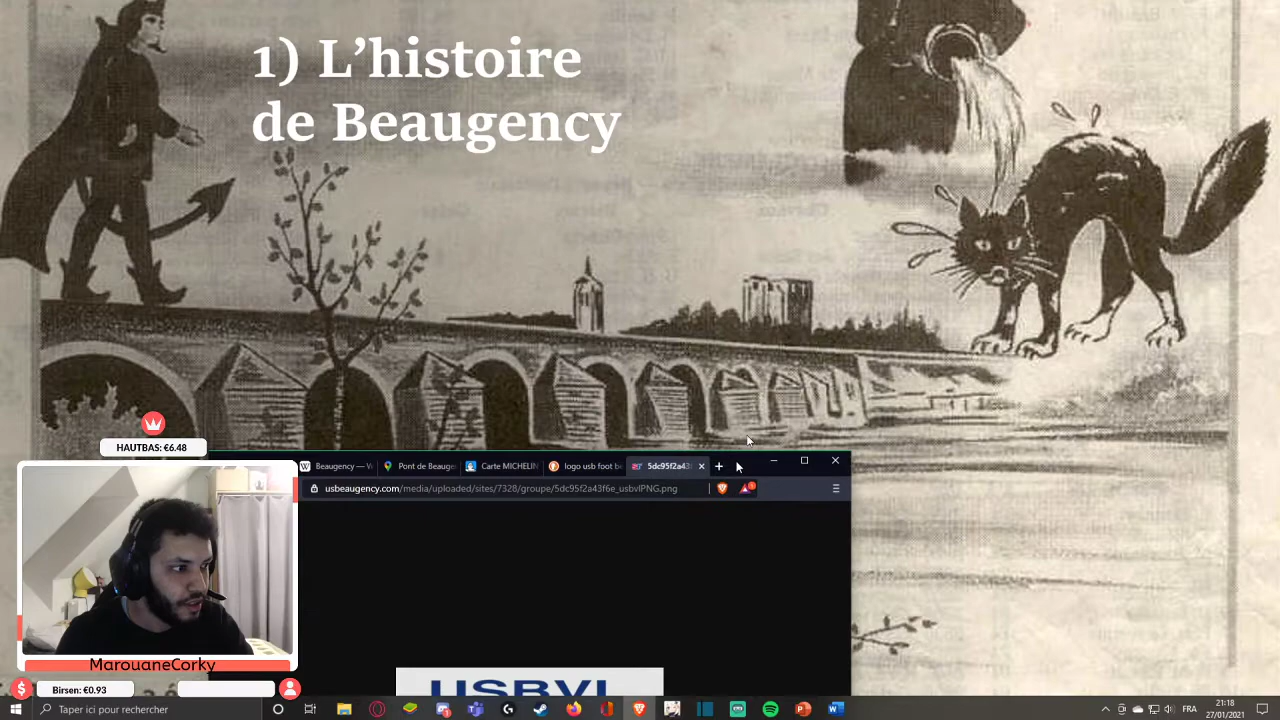 1) L’histoire
de Beaugency
HAUTBAS: €6.48
Beaugency — W
Pont de Beauge
Carte MICHELIN
logo usb foot b
5dc95f2a43
usbeaugency.com/media/uploaded/sites/7328/groupe/5dc95f2a43f6e_usbvlPNG.png
USBVL
MarouaneCorky
Birsen: €0.93
Taper ici pour rechercher
FRA
21:18
27/01/2021